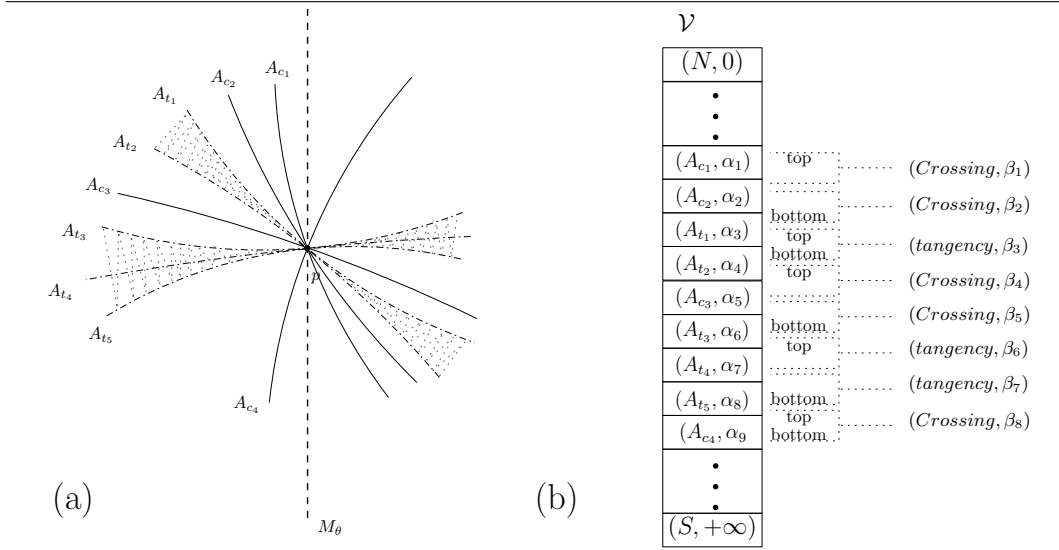 A_{c_1}
A_{c_2}
A_{t_1}
A_{t_2}
A_{c_3}
A_{t_3}
A_{t_4}
A_{t_5}
A_{c_4}
p
M_θ
(a)
𝒱
(N, 0)
(A_{c_1}, α_1)
(A_{c_2}, α_2)
(A_{t_1}, α_3)
(A_{t_2}, α_4)
(A_{c_3}, α_5)
(A_{t_3}, α_6)
(A_{t_4}, α_7)
(A_{t_5}, α_8)
(A_{c_4}, α_9
(S, +∞)
top
bottom
top
bottom
top
bottom
top
bottom
top
bottom
(Crossing, β_1)
(Crossing, β_2)
(tangency, β_3)
(Crossing, β_4)
(Crossing, β_5)
(tangency, β_6)
(tangency, β_7)
(Crossing, β_8)
(b)